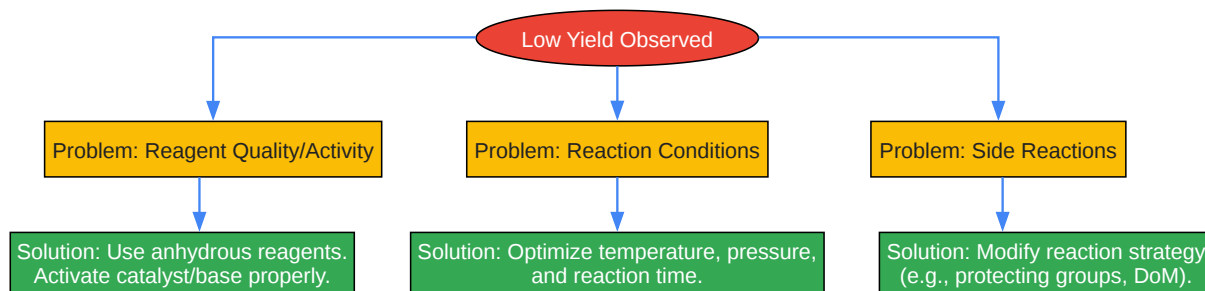 Low Yield Observed
Problem: Reagent Quality/Activity
Problem: Reaction Conditions
Problem: Side Reactions
Solution: Use anhydrous reagents.
Activate catalyst/base properly.
Solution: Optimize temperature, pressure,
and reaction time.
Solution: Modify reaction strategy
(e.g., protecting groups, DoM).